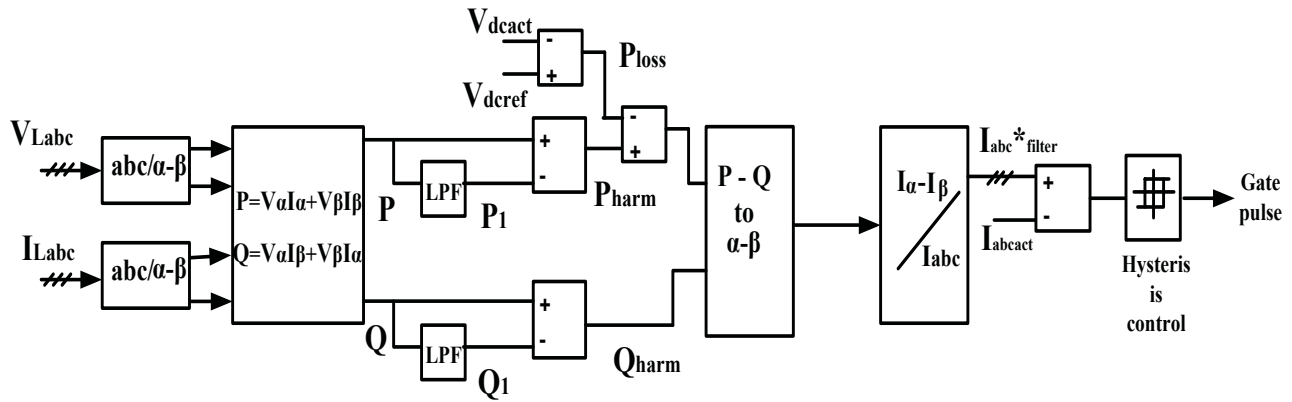 Vdcact
-
+
Vdcref
Ploss
VLabc
abc/α-β
ILabc
abc/α-β
P=VαIα+VβIβ
Q=VαIβ+VβIα
P
LPF
P1
+
-
Pharm
-
+
Q
LPF
Q1
+
-
Qharm
P - Q
to
α-β
Iα-Iβ
Iabc
Iabc*filter
+
-
Iabcact
Hysteris
is
control
Gate
pulse